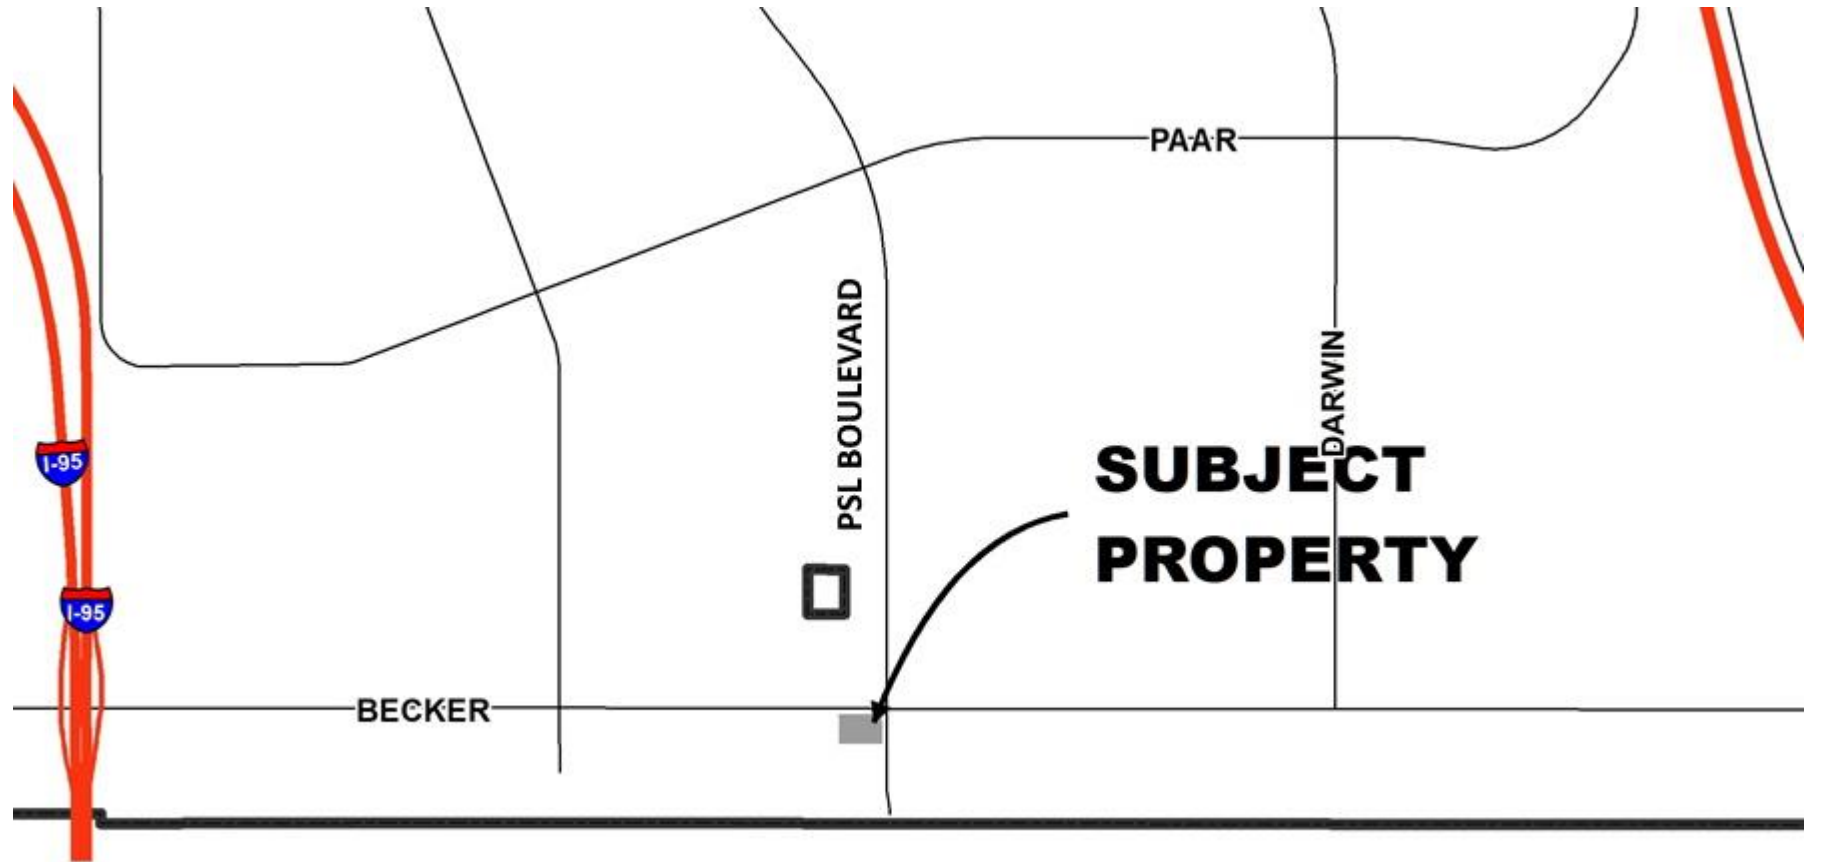 PAAR
PSL BOULEVARD
DARWIN
I-95
SUBJECT
PROPERTY
I-95
BECKER